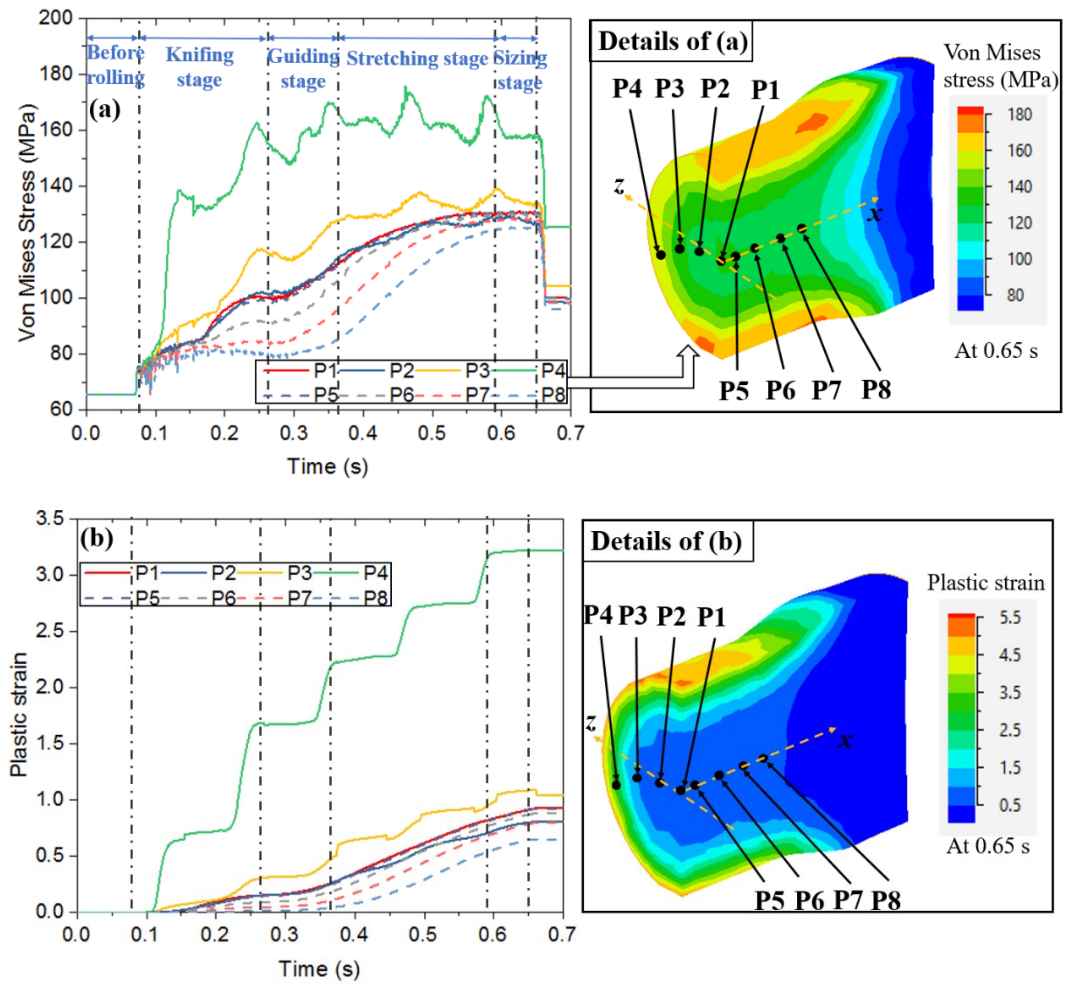 200
180
160
140
120
100
80
60
Von Mises Stress (MPa)
Before
rolling
Knifing
stage
Guiding
stage
Stretching stage
Sizing
stage
(a)
P1 P2 P3 P4
P5 P6 P7 P8
0.0 0.1 0.2 0.3 0.4 0.5 0.6 0.7
Time (s)
Details of (a)
P4 P3 P2 P1
z
x
P5 P6 P7 P8
Von Mises
stress (MPa)
180
160
140
120
100
80
At 0.65 s
3.5
3.0
2.5
2.0
1.5
1.0
0.5
0.0
Plastic strain
(b)
P1 P2 P3 P4
P5 P6 P7 P8
0.0 0.1 0.2 0.3 0.4 0.5 0.6 0.7
Time (s)
Details of (b)
P4 P3 P2 P1
z
x
P5 P6 P7 P8
Plastic strain
5.5
4.5
3.5
2.5
1.5
0.5
At 0.65 s